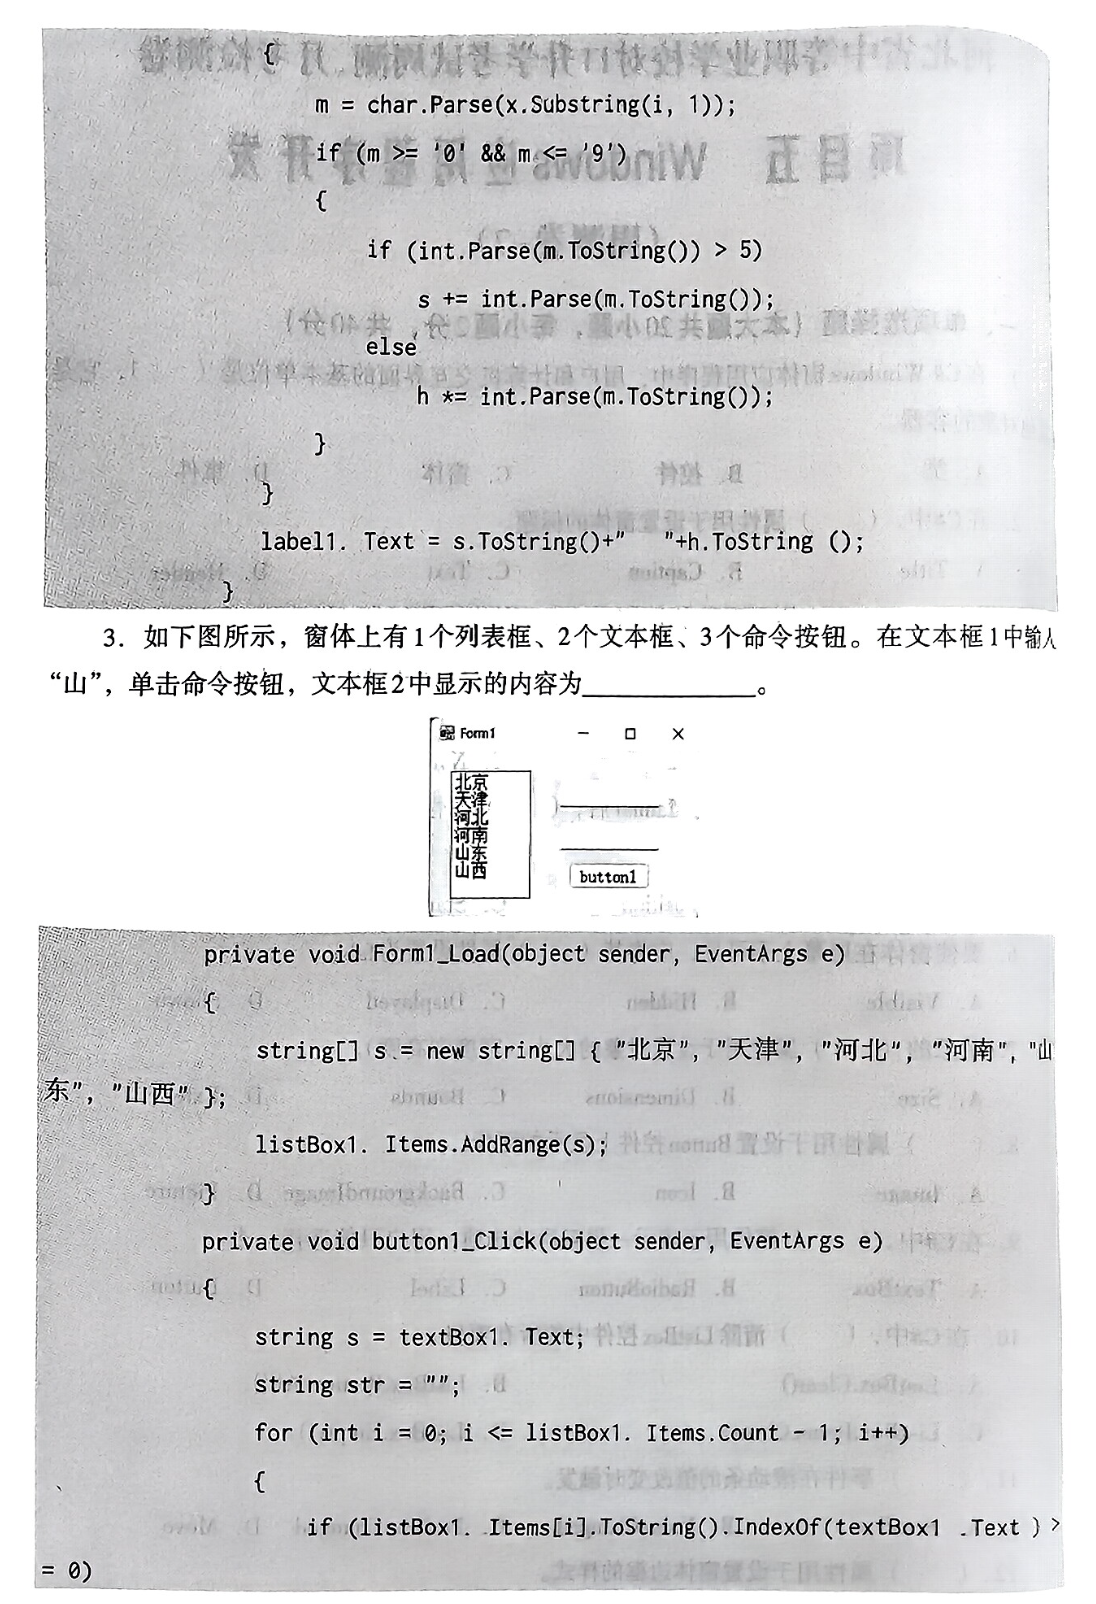 {
m = char.Parse(x.Substring(i, 1));
if (m >= '0' && m <= '9')
{
if (int.Parse(m.ToString()) > 5)
s += int.Parse(m.ToString());
else
h *= int.Parse(m.ToString());
}
}
label1. Text = s.ToString()+"   "+h.ToString ();
}
3. 如下图所示，窗体上有1个列表框、2个文本框、3个命令按钮。在文本框1中输入
“山”，单击命令按钮，文本框2中显示的内容为____________。
Form1
北京
天津
河北
河南
山东
山西
button1
private void Form1_Load(object sender, EventArgs e)
{
string[] s = new string[] { "北京", "天津", "河北", "河南", "山
东", "山西" };
listBox1. Items.AddRange(s);
}
private void button1_Click(object sender, EventArgs e)
{
string s = textBox1. Text;
string str = "";
for (int i = 0; i <= listBox1. Items.Count - 1; i++)
{
if (listBox1. Items[i].ToString().IndexOf(textBox1 .Text ) >
= 0)